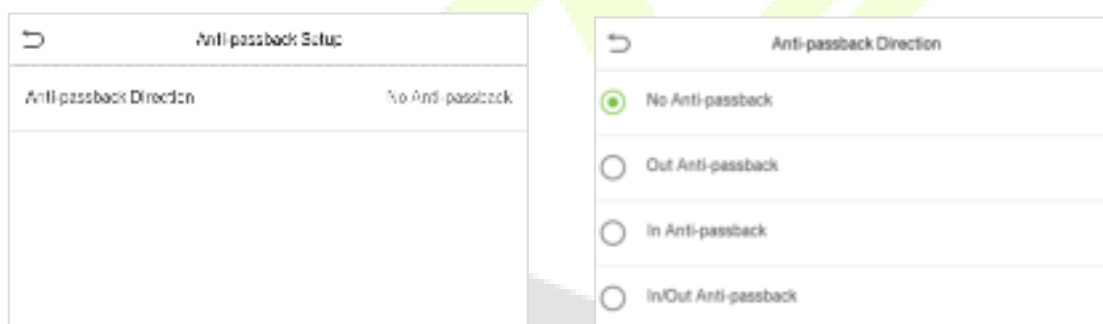 Anti-passback Setup
Anti-passback Direction No Anti-passback
Anti-passback Direction
No Anti-passback
Out Anti-passback
In Anti-passback
In/Out Anti-passback